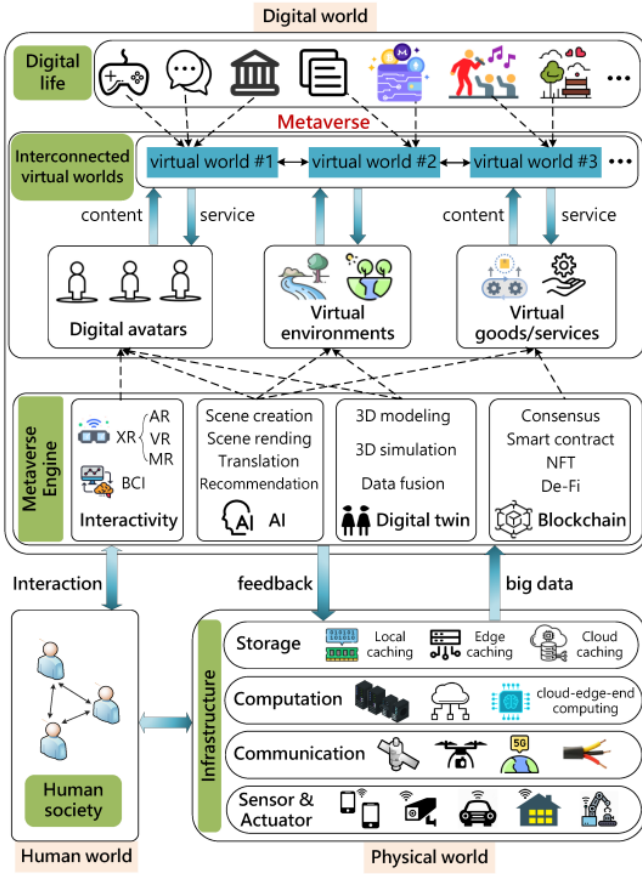 Digital world
Digital
life
Metaverse
Interconnected
virtual worlds
virtual world #1
virtual world #2
virtual world #3
content
service
content
service
Digital avatars
Virtual
environments
Virtual
goods/services
Metaverse
Engine
XR
AR
VR
MR
BCI
Interactivity
Scene creation
Scene rending
Translation
Recommendation
AI
AI
3D modeling
3D simulation
Data fusion
Digital twin
Consensus
Smart contract
NFT
De-Fi
Blockchain
Interaction
feedback
big data
Human
society
Human world
Infrastructure
Storage
Local
caching
Edge
caching
Cloud
caching
Computation
cloud-edge-end
computing
Communication
5G
Sensor &
Actuator
Physical world